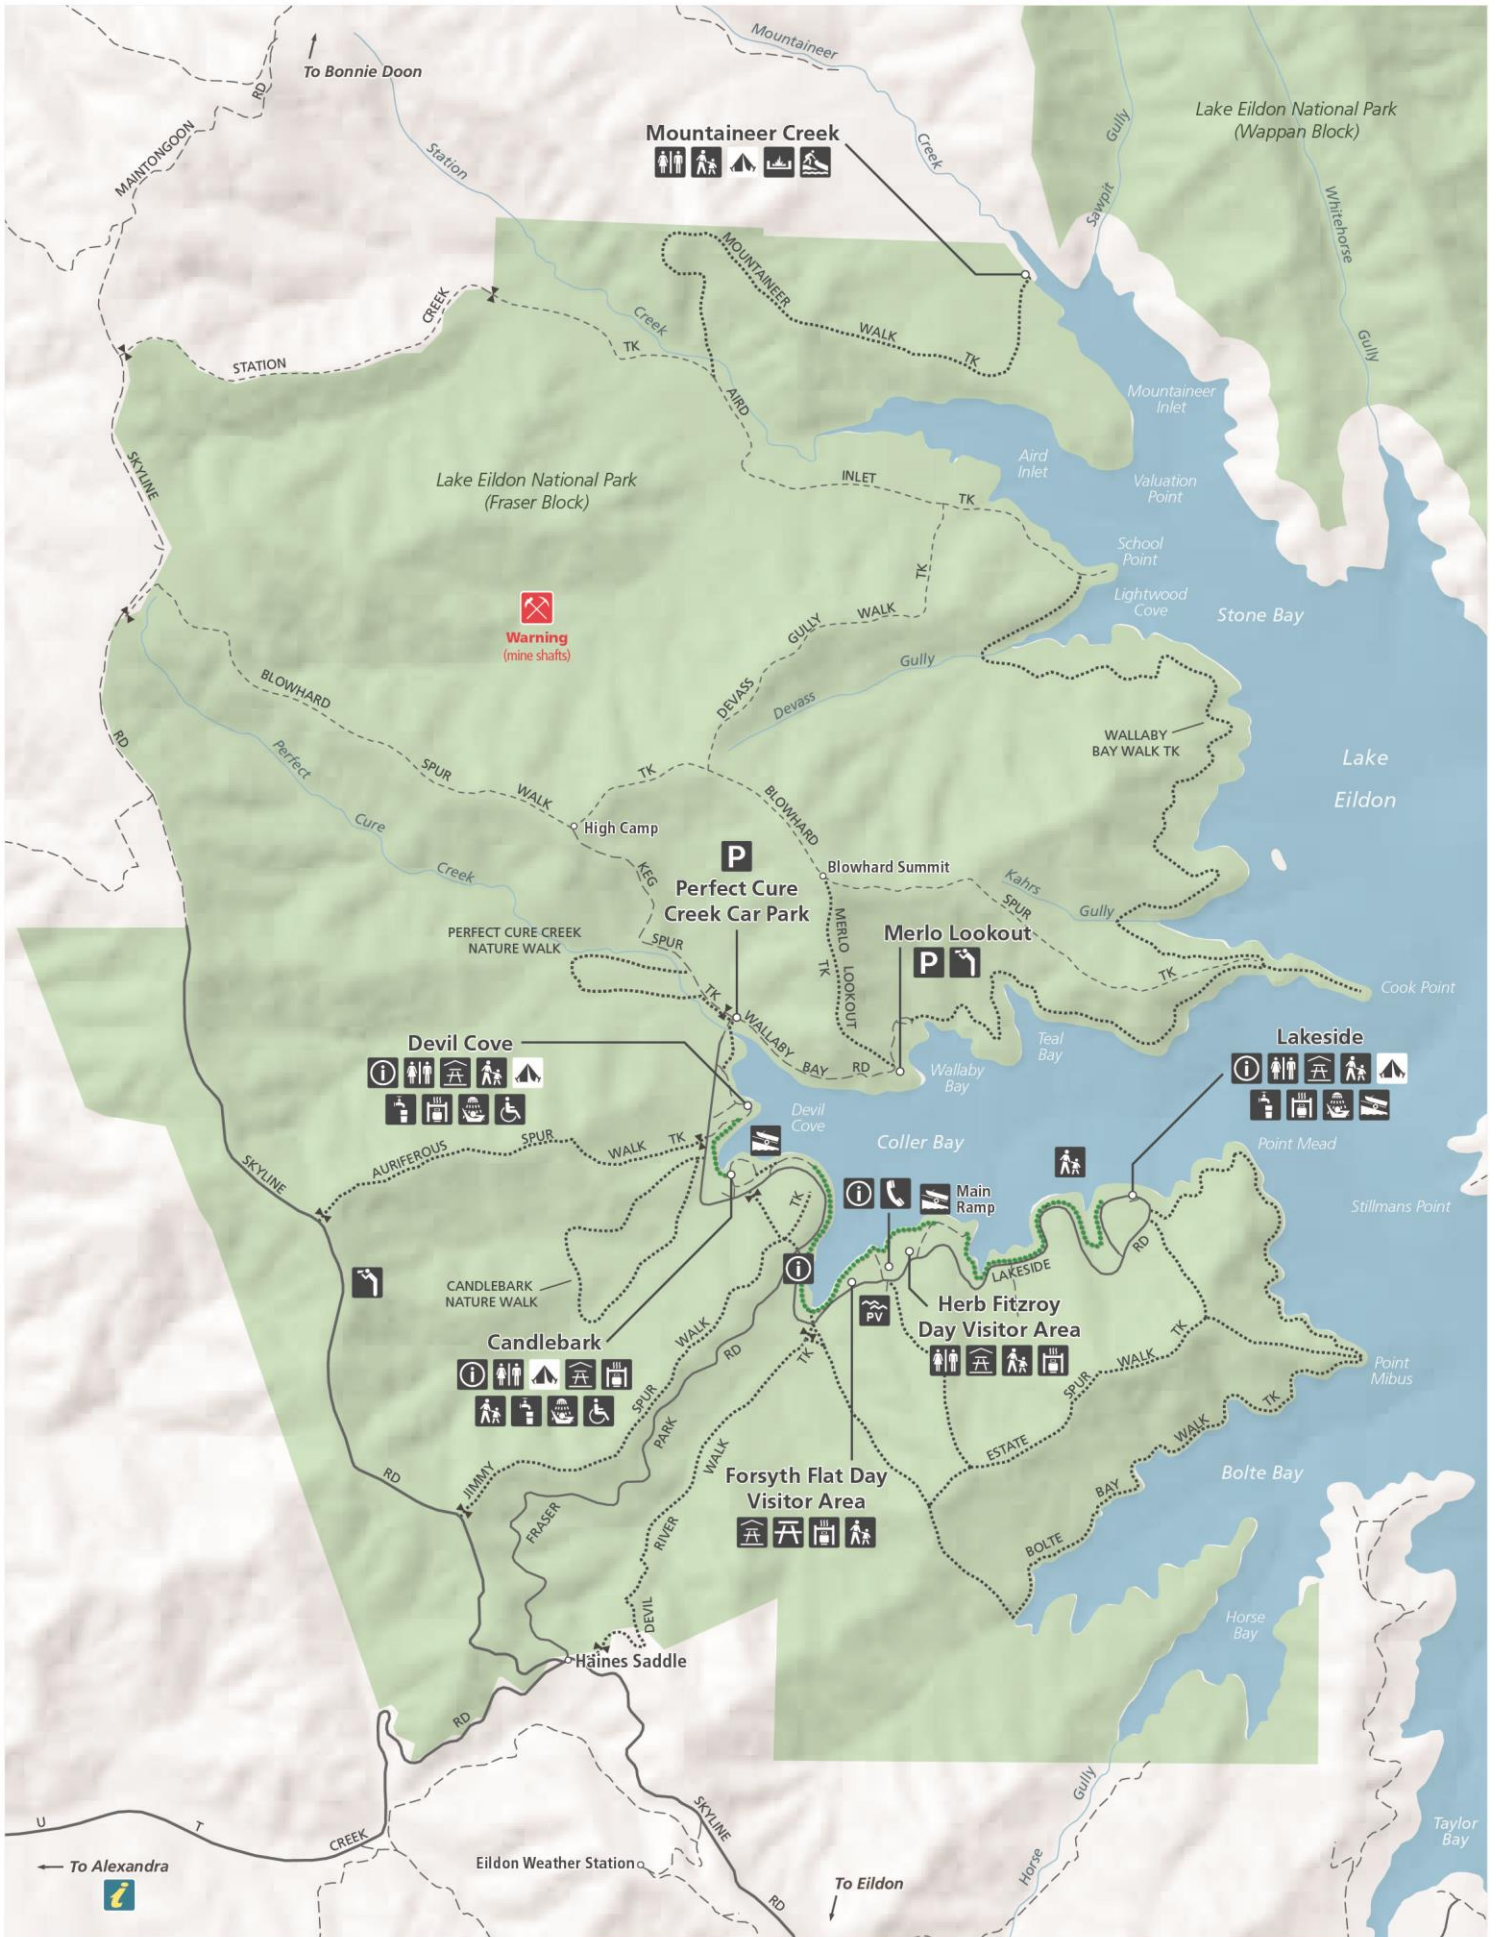 To Bonnie Doon
Mountaineer
Creek
Lake Eildon National Park
(Wappan Block)
Sawpit
Gully
Whitehorse
Gully
MAINTONGOON
RD
Station
Creek
Mountaineer Creek
MOUNTAINEER
WALK
TK
STATION
CREEK
TK
AIRD
INLET
TK
Mountaineer
Inlet
Aird
Inlet
Valuation
Point
SKYLINE
RD
Lake Eildon National Park
(Fraser Block)
School
Point
Lightwood
Cove
Stone Bay
Warning
(mine shafts)
DEVASS
GULLY
WALK
TK
Devass
Gully
BLOWHARD
SPUR
WALK
TK
WALLABY
BAY WALK TK
Lake
Eildon
Perfect
Cure
Creek
High Camp
BLOWHARD
SPUR
TK
Blowhard Summit
Kahrs
Gully
KEG
SPUR
TK
P
Perfect Cure
Creek Car Park
PERFECT CURE CREEK
NATURE WALK
MERLO LOOKOUT
TK
Merlo Lookout
P
Cook Point
WALLABY
BAY
RD
Devil Cove
Wallaby
Bay
Teal
Bay
Lakeside
Devil
Cove
Coller Bay
Point Mead
Stillmans Point
AURIFEROUS
SPUR
WALK
TK
SKYLINE
RD
CANDLEBARK
NATURE WALK
Candlebark
TK
Main
Ramp
LAKESIDE
RD
PV
Herb Fitzroy
Day Visitor Area
Point
Mibus
JIMMY
SPUR
WALK
FRASER
PARK
RD
DEVIL
RIVER
WALK
TK
Forsyth Flat Day
Visitor Area
ESTATE
SPUR
WALK
TK
BOLTE
BAY
WALK
TK
Bolte Bay
Horse
Bay
Haines Saddle
RD
U
T
CREEK
To Alexandra
i
Eildon Weather Station
SKYLINE
RD
To Eildon
Horse
Gully
Taylor
Bay